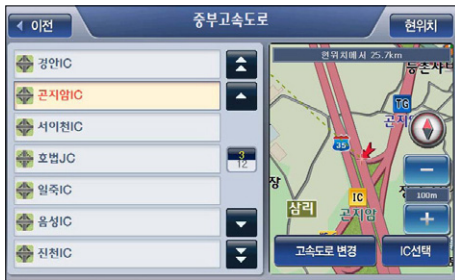 이전
중부고속도로
현위치
경안IC
곤지암IC
서이천IC
호법JC
일죽IC
음성IC
진천IC
3
12
현위치에서 25.7km
TG
35
IC
곤지암
삼리
100m
고속도로 변경
IC선택